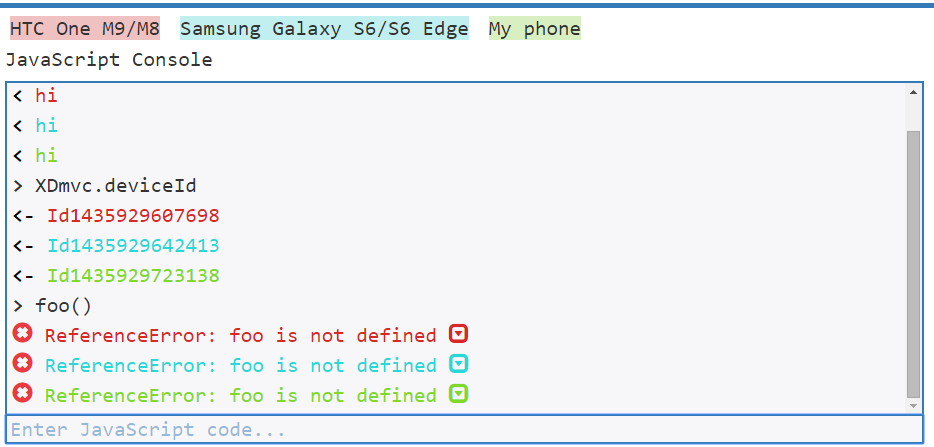 HTC One M9/M8 Samsung Galaxy S6/S6 Edge My phone
JavaScript Console
< hi
< hi
< hi
> XDmvc.deviceId
<- Id1435929607698
<- Id1435929642413
<- Id1435929723138
> foo()
ReferenceError: foo is not defined
ReferenceError: foo is not defined
ReferenceError: foo is not defined
Enter JavaScript code...